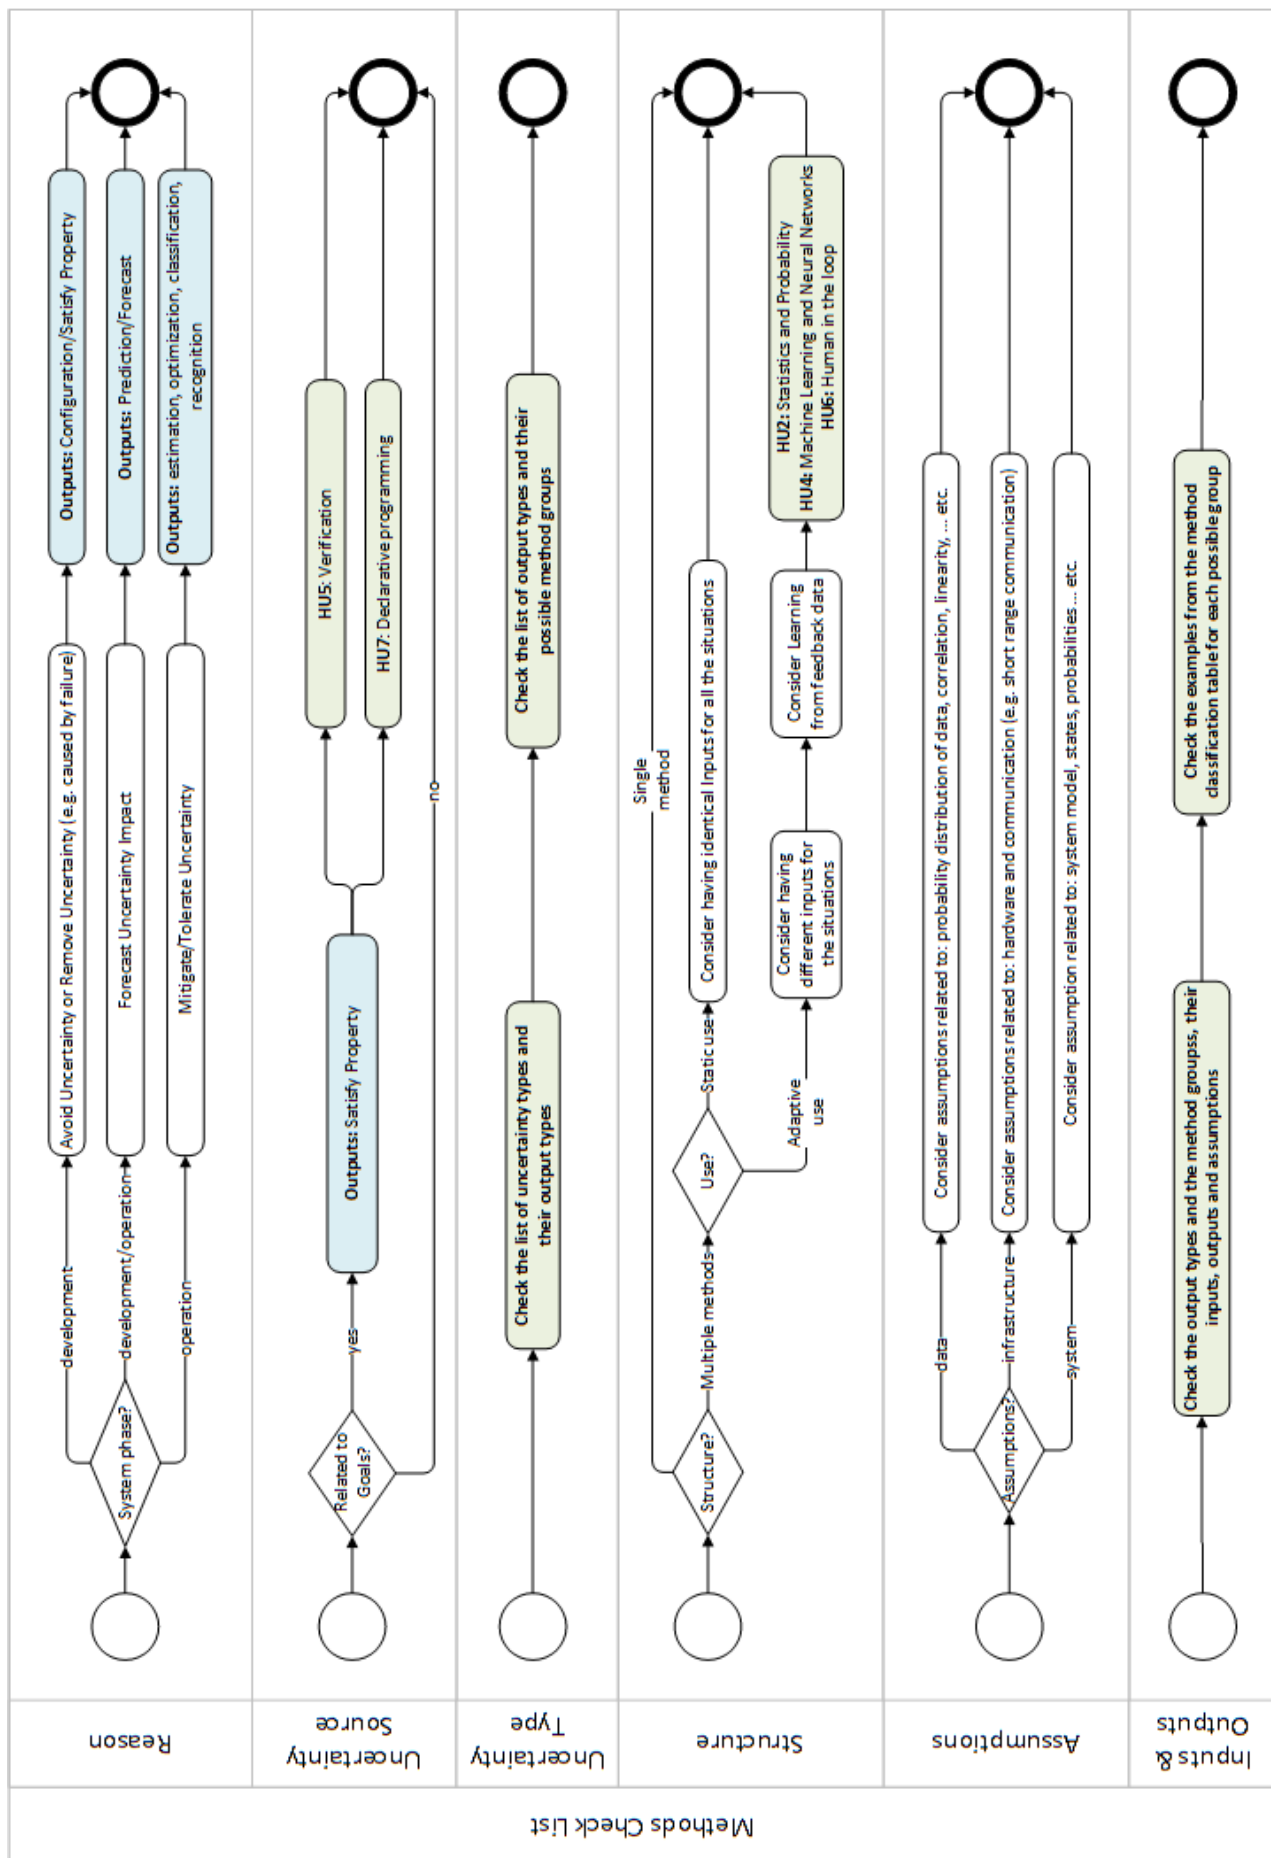 Methods Check List
Reason
System phase?
development
Avoid Uncertainty or Remove Uncertainty (e.g. caused by failure)
Outputs: Configuration/Satisfy Property
development/operation
Forecast Uncertainty Impact
Outputs: Prediction/Forecast
operation
Mitigate/Tolerate Uncertainty
Outputs: estimation, optimization, classification,
recognition
Uncertainty
Source
Related to
Goals?
yes
Outputs: Satisfy Property
HU5: Verification
HU7: Declarative programming
no
Uncertainty
Type
Check the list of uncertainty types and
their output types
Check the list of output types and their
possible method groups
Structure
Structure?
Single
method
Multiple methods
Use?
Static use
Consider having identical Inputs for all the situations
Adaptive
use
Consider having
different inputs for
the situations
Consider Learning
from feedback data
HU2: Statistics and Probability
HU4: Machine Learning and Neural Networks
HU6: Human in the loop
Assumptions
Assumptions?
data
Consider assumptions related to: probability distribution of data, correlation, linearity, ... etc.
infrastructure
Consider assumptions related to: hardware and communication (e.g. short range communication)
system
Consider assumption related to: system model, states, probabilities ... etc.
Inputs &
Outputs
Check the output types and the method groupss, their
inputs, outputs and assumptions
Check the examples from the method
classification table for each possible group